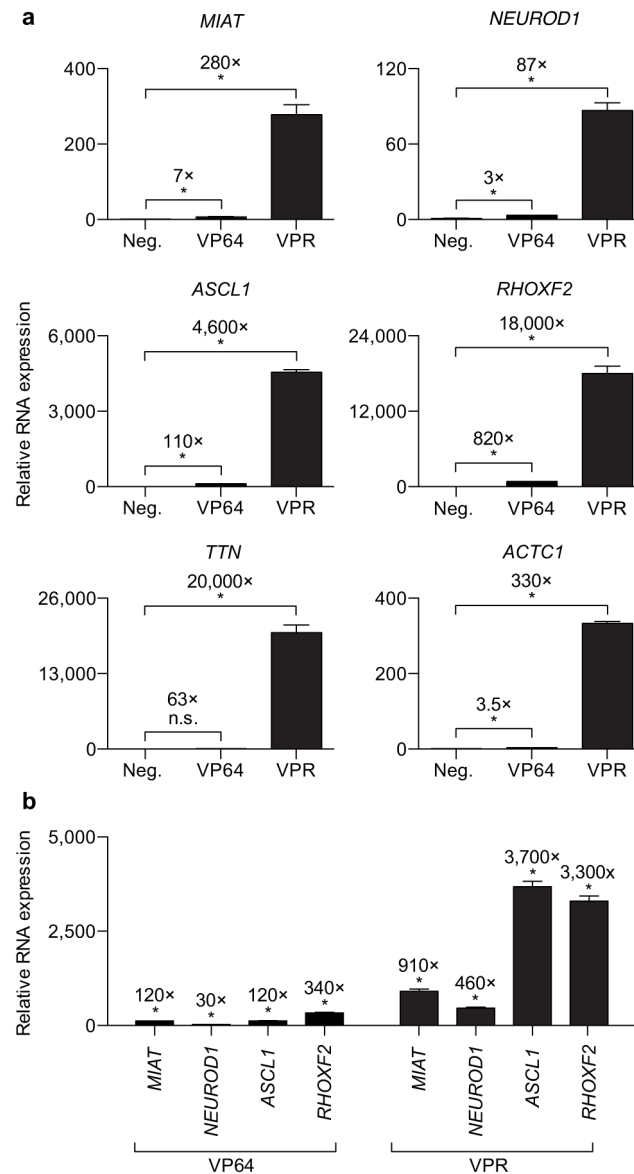 a
MIAT
NEUROD1
400
280×
*
7×
*
200
0
Neg. VP64 VPR
120
87×
*
3×
*
60
0
Neg. VP64 VPR
Relative RNA expression
ASCL1
RHOXF2
6,000
4,600×
*
110×
*
3,000
0
Neg. VP64 VPR
24,000
18,000×
*
820×
*
12,000
0
Neg. VP64 VPR
TTN
ACTC1
26,000
20,000×
*
63×
n.s.
13,000
0
Neg. VP64 VPR
400
330×
*
3.5×
*
200
0
Neg. VP64 VPR
b
Relative RNA expression
5,000
2,500
0
120×
*
30×
*
120×
*
340×
*
910×
*
460×
*
3,700×
*
3,300x
*
MIAT
NEUROD1
ASCL1
RHOXF2
MIAT
NEUROD1
ASCL1
RHOXF2
VP64
VPR